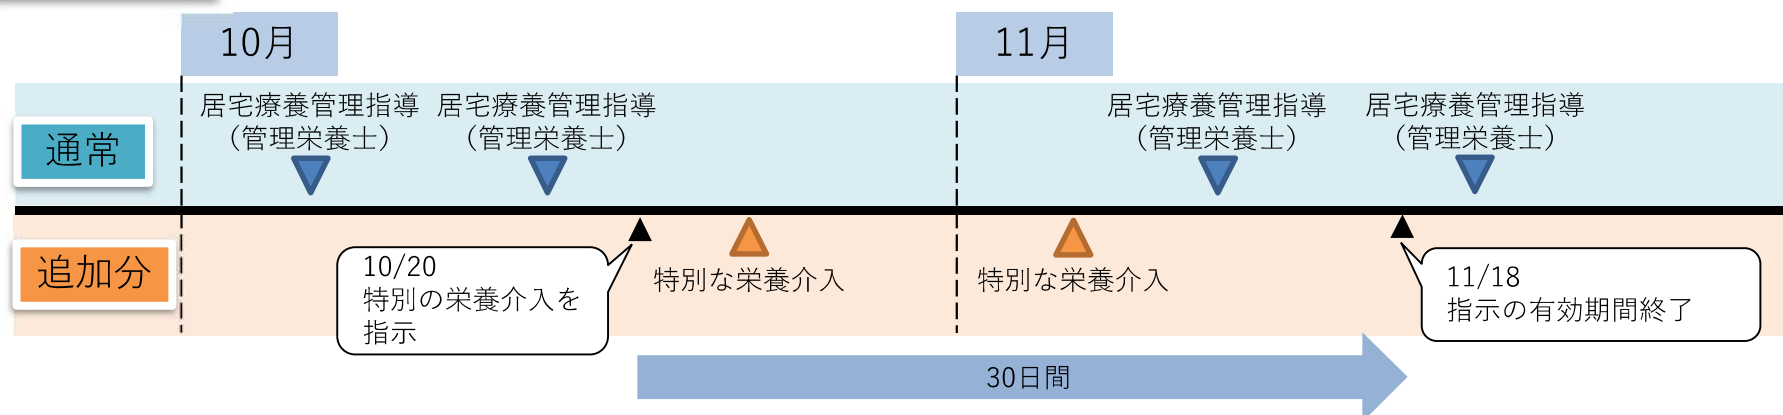 10月
11月
通常
居宅療養管理指導
（管理栄養士）
居宅療養管理指導
（管理栄養士）
居宅療養管理指導
（管理栄養士）
居宅療養管理指導
（管理栄養士）
追加分
10/20
特別の栄養介入を
指示
特別な栄養介入
特別な栄養介入
11/18
指示の有効期間終了
30日間